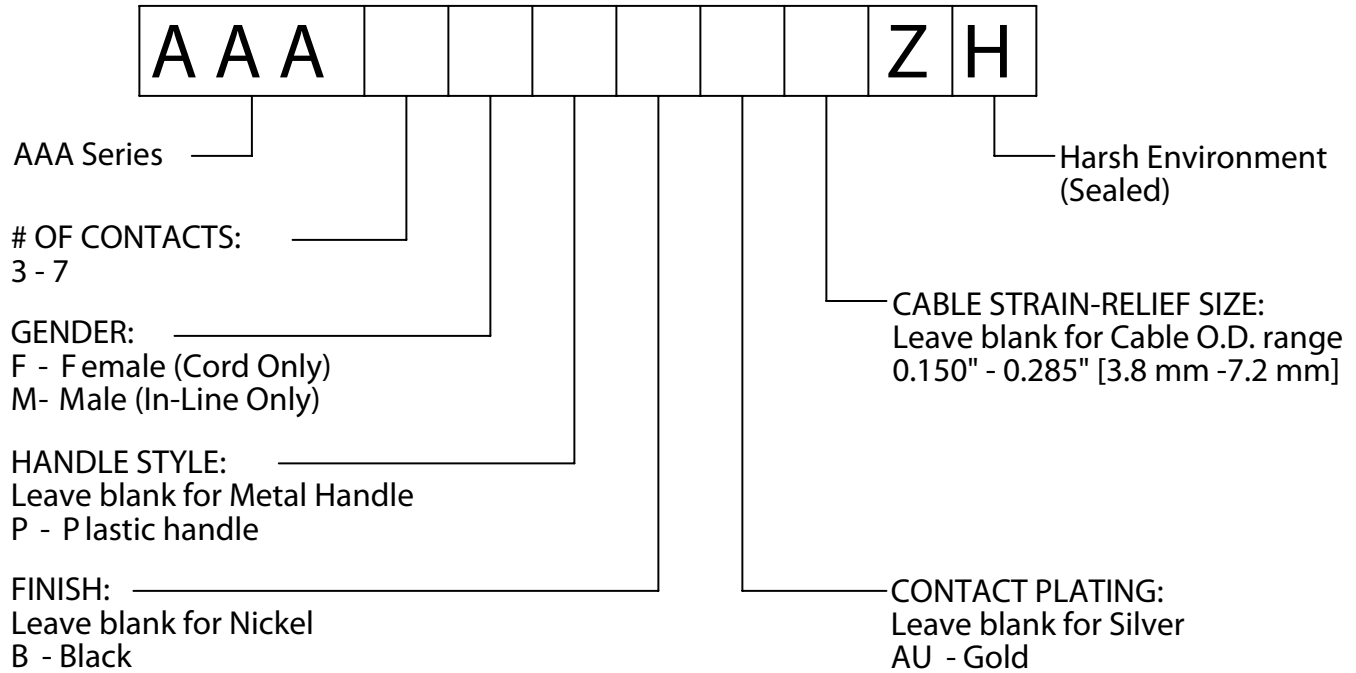 A A A Z H
AAA Series
Harsh Environment
(Sealed)
# OF CONTACTS:
3 - 7
GENDER:
F - Female (Cord Only)
M- Male (In-Line Only)
CABLE STRAIN-RELIEF SIZE:
Leave blank for Cable O.D. range
0.150" - 0.285" [3.8 mm -7.2 mm]
HANDLE STYLE:
Leave blank for Metal Handle
P - Plastic handle
FINISH:
Leave blank for Nickel
B - Black
CONTACT PLATING:
Leave blank for Silver
AU - Gold